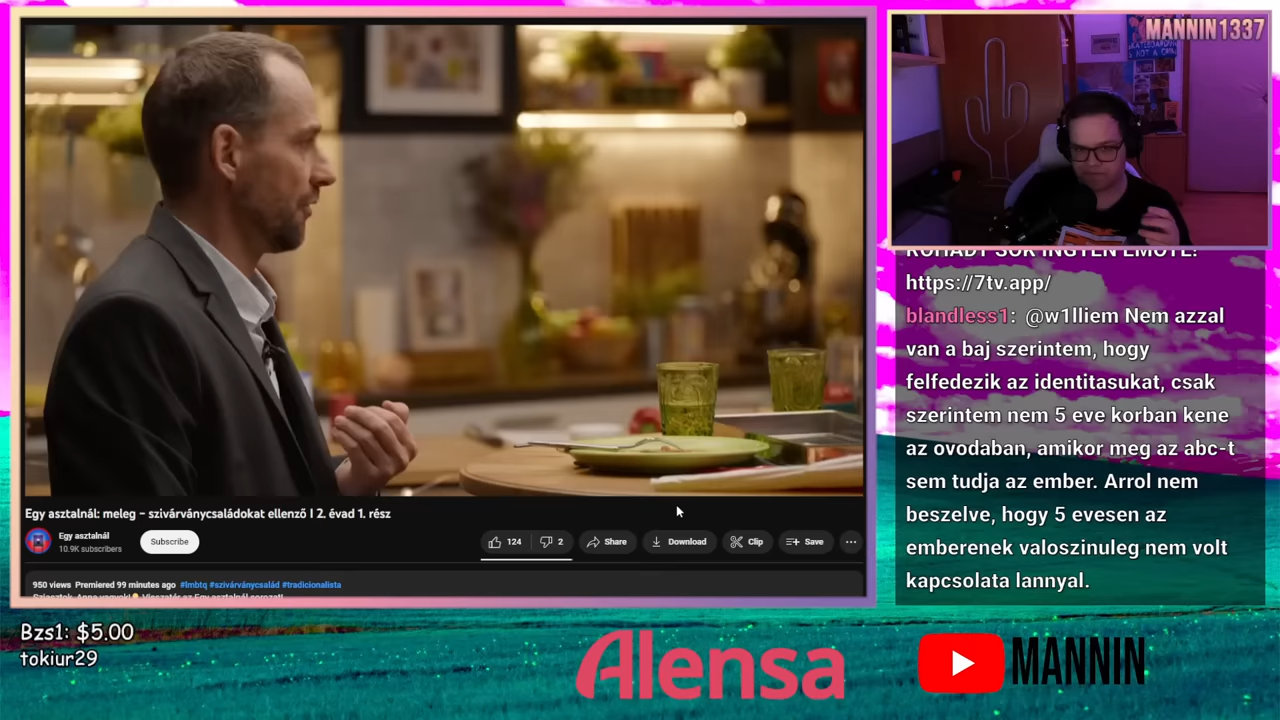 MANNIN1337
ROHADT SOK INGYEN EMOTE!
https://7tv.app/
blandless1: @w1lliem Nem azzal
van a baj szerintem, hogy
felfedezik az identitasukat, csak
szerintem nem 5 eve korban kene
az ovodaban, amikor meg az abc-t
sem tudja az ember. Arrol nem
beszelve, hogy 5 evesen az
emberenek valoszinuleg nem volt
kapcsolata lannyal.
Egy asztalnál: meleg – szivárványcsaládokat ellenző I 2. évad 1. rész
Egy asztalnál
10.9K subscribers
Subscribe
124
2
Share
Download
Clip
Save
950 views Premiered 99 minutes ago #lmbtq #szivárványcsalád #tradicionalista
Bzs1: $5.00
tokiur29
Alensa
MANNIN